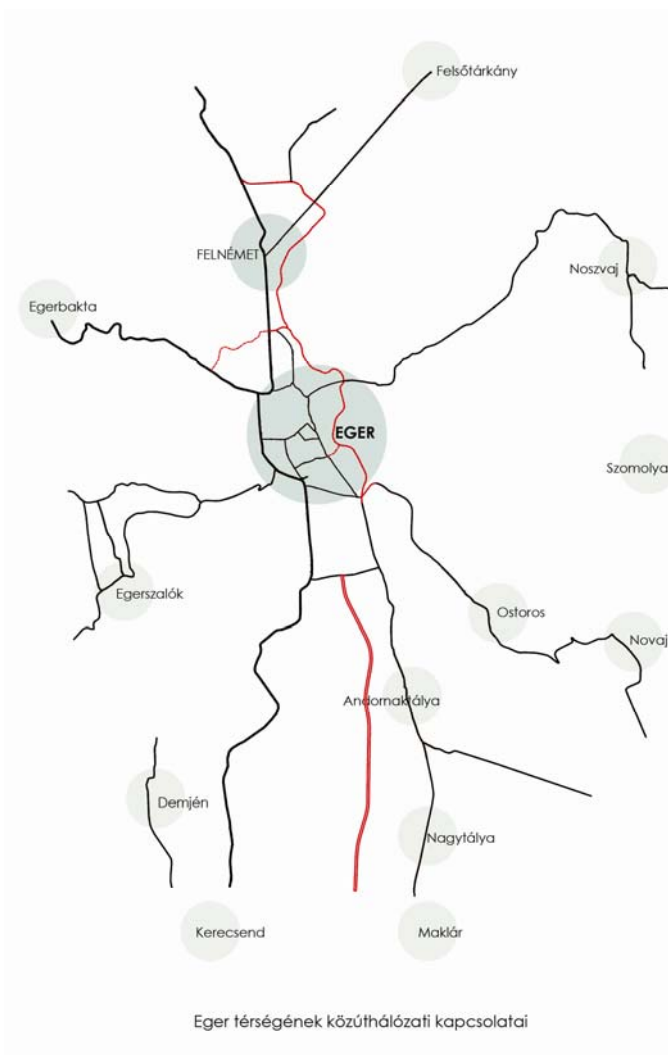 Felsőtárkány
FELNÉMET
Noszvaj
Egerbakta
EGER
Szomolya
Egerszalók
Ostoros
Novaj
Andornaktálya
Demjén
Nagytálya
Kerecsend
Maklár
Eger térségének közúthálózati kapcsolatai